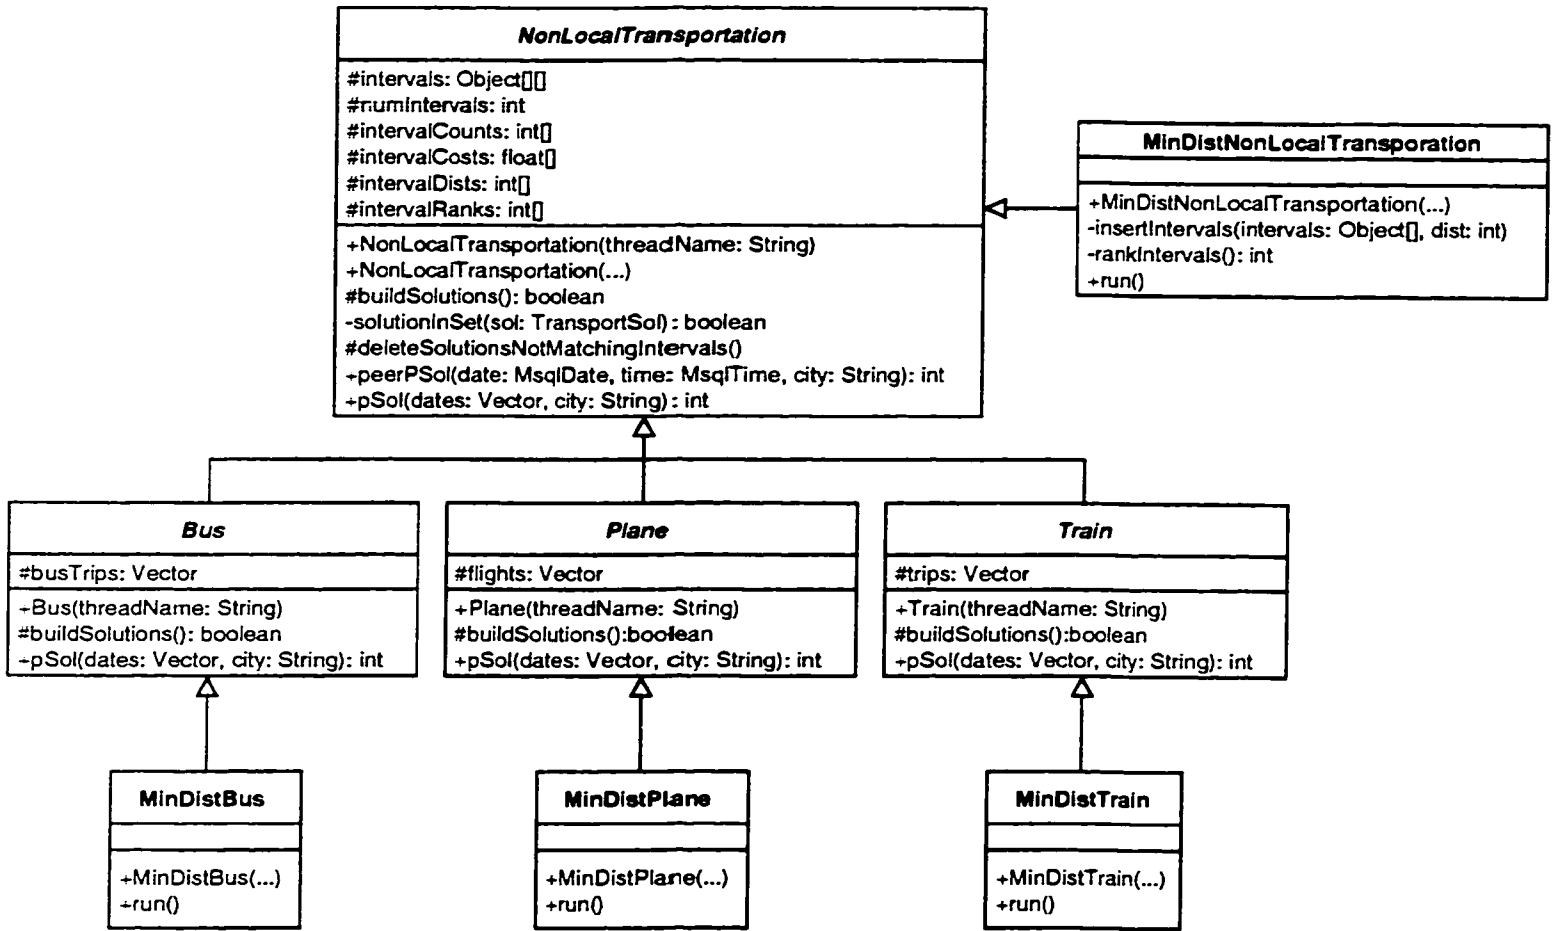 NonLocalTransportation
#intervals: Object[][]
#numIntervals: int
#intervalCounts: int[]
#intervalCosts: float[]
#intervalDists: int[]
#intervalRanks: int[]
+NonLocalTransportation(threadName: String)
+NonLocalTransportation(...)
#buildSolutions(): boolean
-solutionInSet(sol: TransportSol): boolean
#deleteSolutionsNotMatchingIntervals()
+peerPSol(date: MsqlDate, time: MsqlTime, city: String): int
+pSol(dates: Vector, city: String): int
MinDistNonLocalTransporation
+MinDistNonLocalTransportation(...)
-insertIntervals(intervals: Object[], dist: int)
-rankIntervals(): int
+run()
Bus
#busTrips: Vector
+Bus(threadName: String)
#buildSolutions(): boolean
+pSol(dates: Vector, city: String): int
Plane
#flights: Vector
+Plane(threadName: String)
#buildSolutions():boolean
+pSol(dates: Vector, city: String): int
Train
#trips: Vector
+Train(threadName: String)
#buildSolutions():boolean
+pSol(dates: Vector, city: String): int
MinDistBus
+MinDistBus(...)
+run()
MinDistPlane
+MinDistPlane(...)
+run()
MinDistTrain
+MinDistTrain(...)
+run()